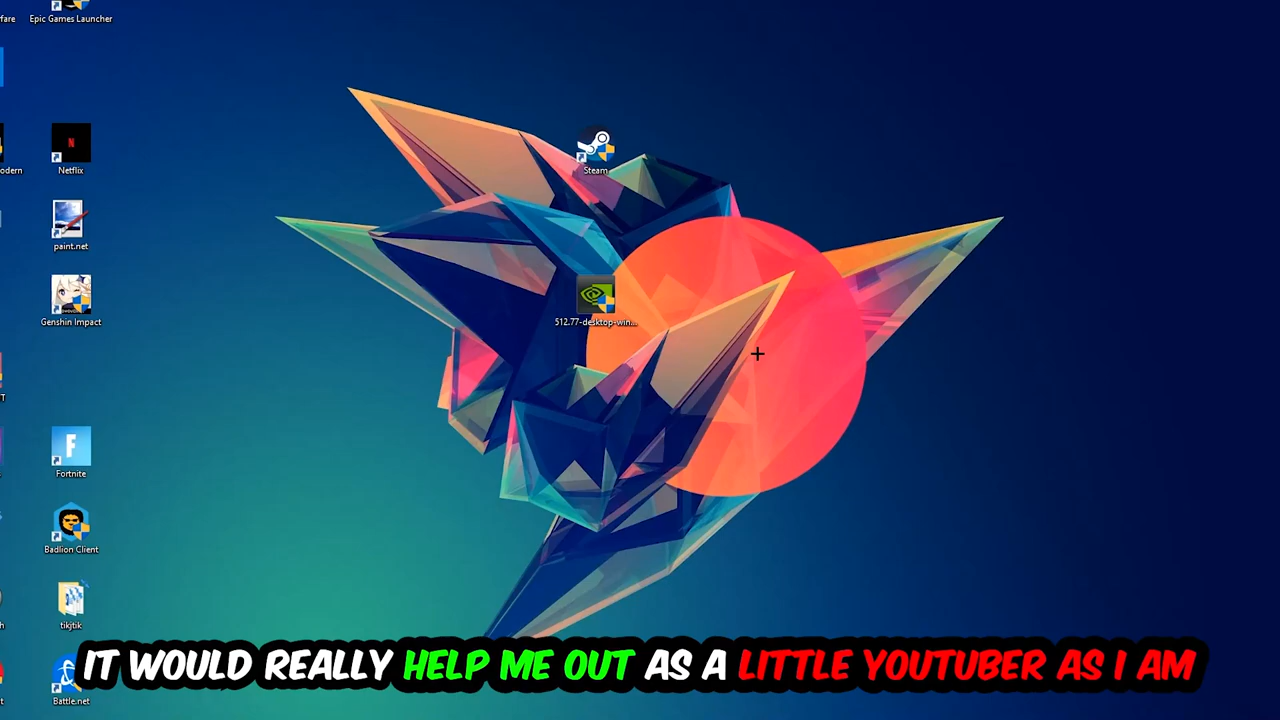 fare
Epic Games Launcher
Netflix
odern
Steam
paint.net
Genshin Impact
512.77-desktop-win...
T
Fortnite
Badlion Client
h
tikjtik
IT WOULD REALLY HELP ME OUT AS A LITTLE YOUTUBER AS I AM
t
Battle.net